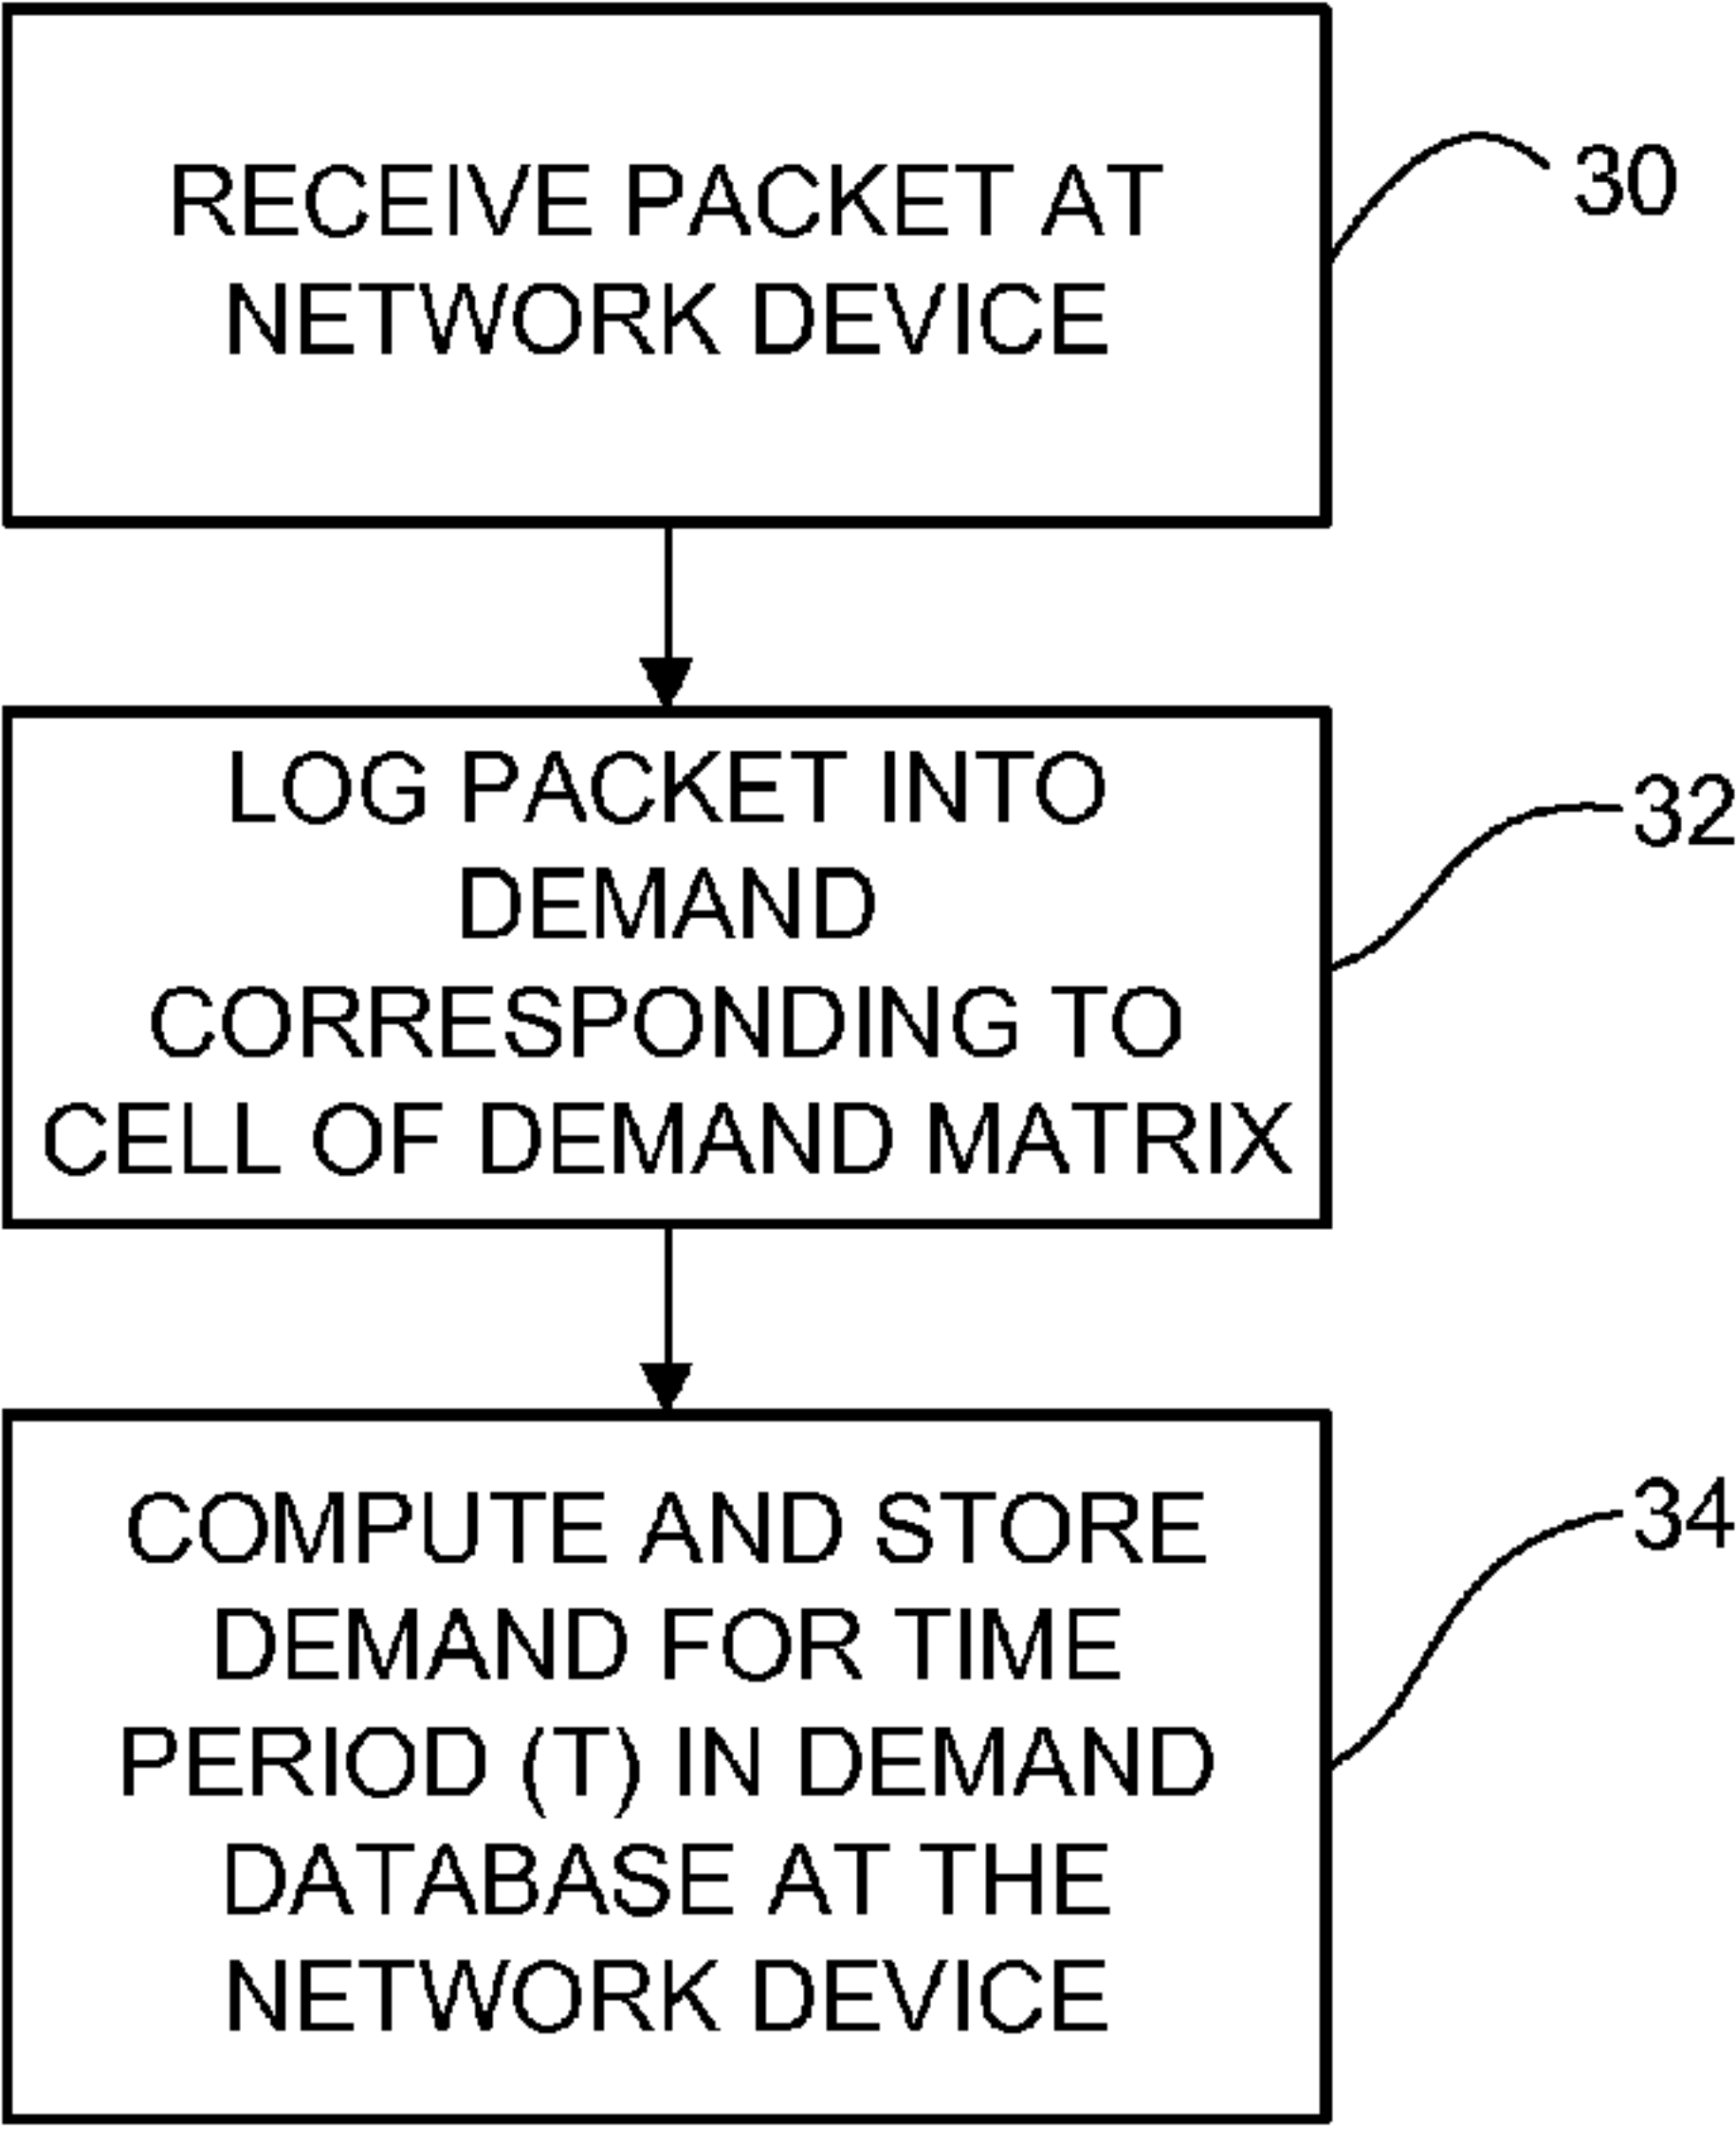 RECEIVE PACKET AT
NETWORK DEVICE
30
LOG PACKET INTO
DEMAND
CORRESPONDING TO
CELL OF DEMAND MATRIX
32
COMPUTE AND STORE
DEMAND FOR TIME
PERIOD (T) IN DEMAND
DATABASE AT THE
NETWORK DEVICE
34